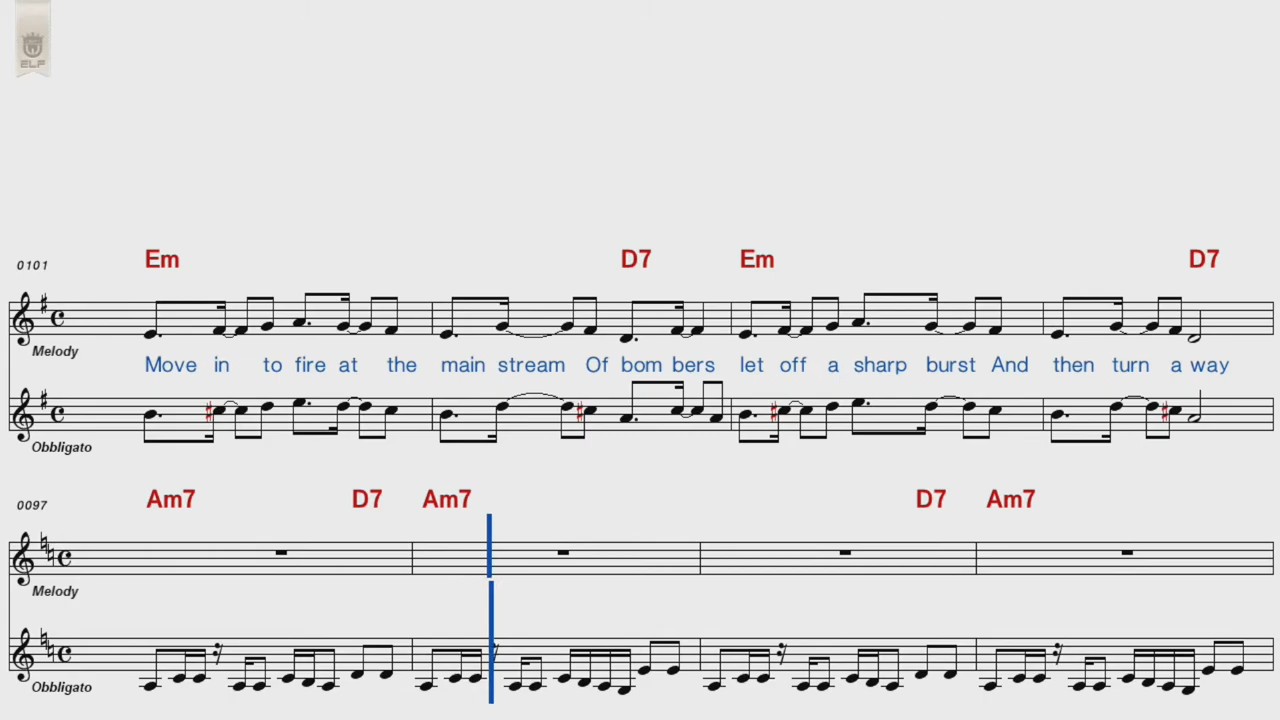 ELF
Em D7 Em D7
0101
Melody
Move in to fire at the main stream Of bom bers let off a sharp burst And then turn a way
Obbligato
Am7 D7 Am7 D7 Am7
0097
Melody
Obbligato